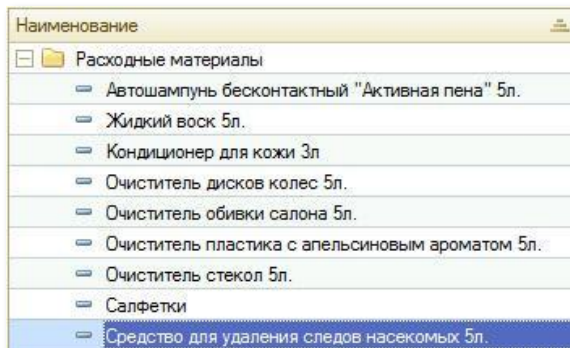 Наименование
Расходные материалы
Автошампунь бесконтактный "Активная пена" 5л.
Жидкий воск 5л.
Кондиционер для кожи 3л
Очиститель дисков колес 5л.
Очиститель обивки салона 5л.
Очиститель пластика с апельсиновым ароматом 5л.
Очиститель стекол 5л.
Салфетки
Средство для удаления следов насекомых 5л.